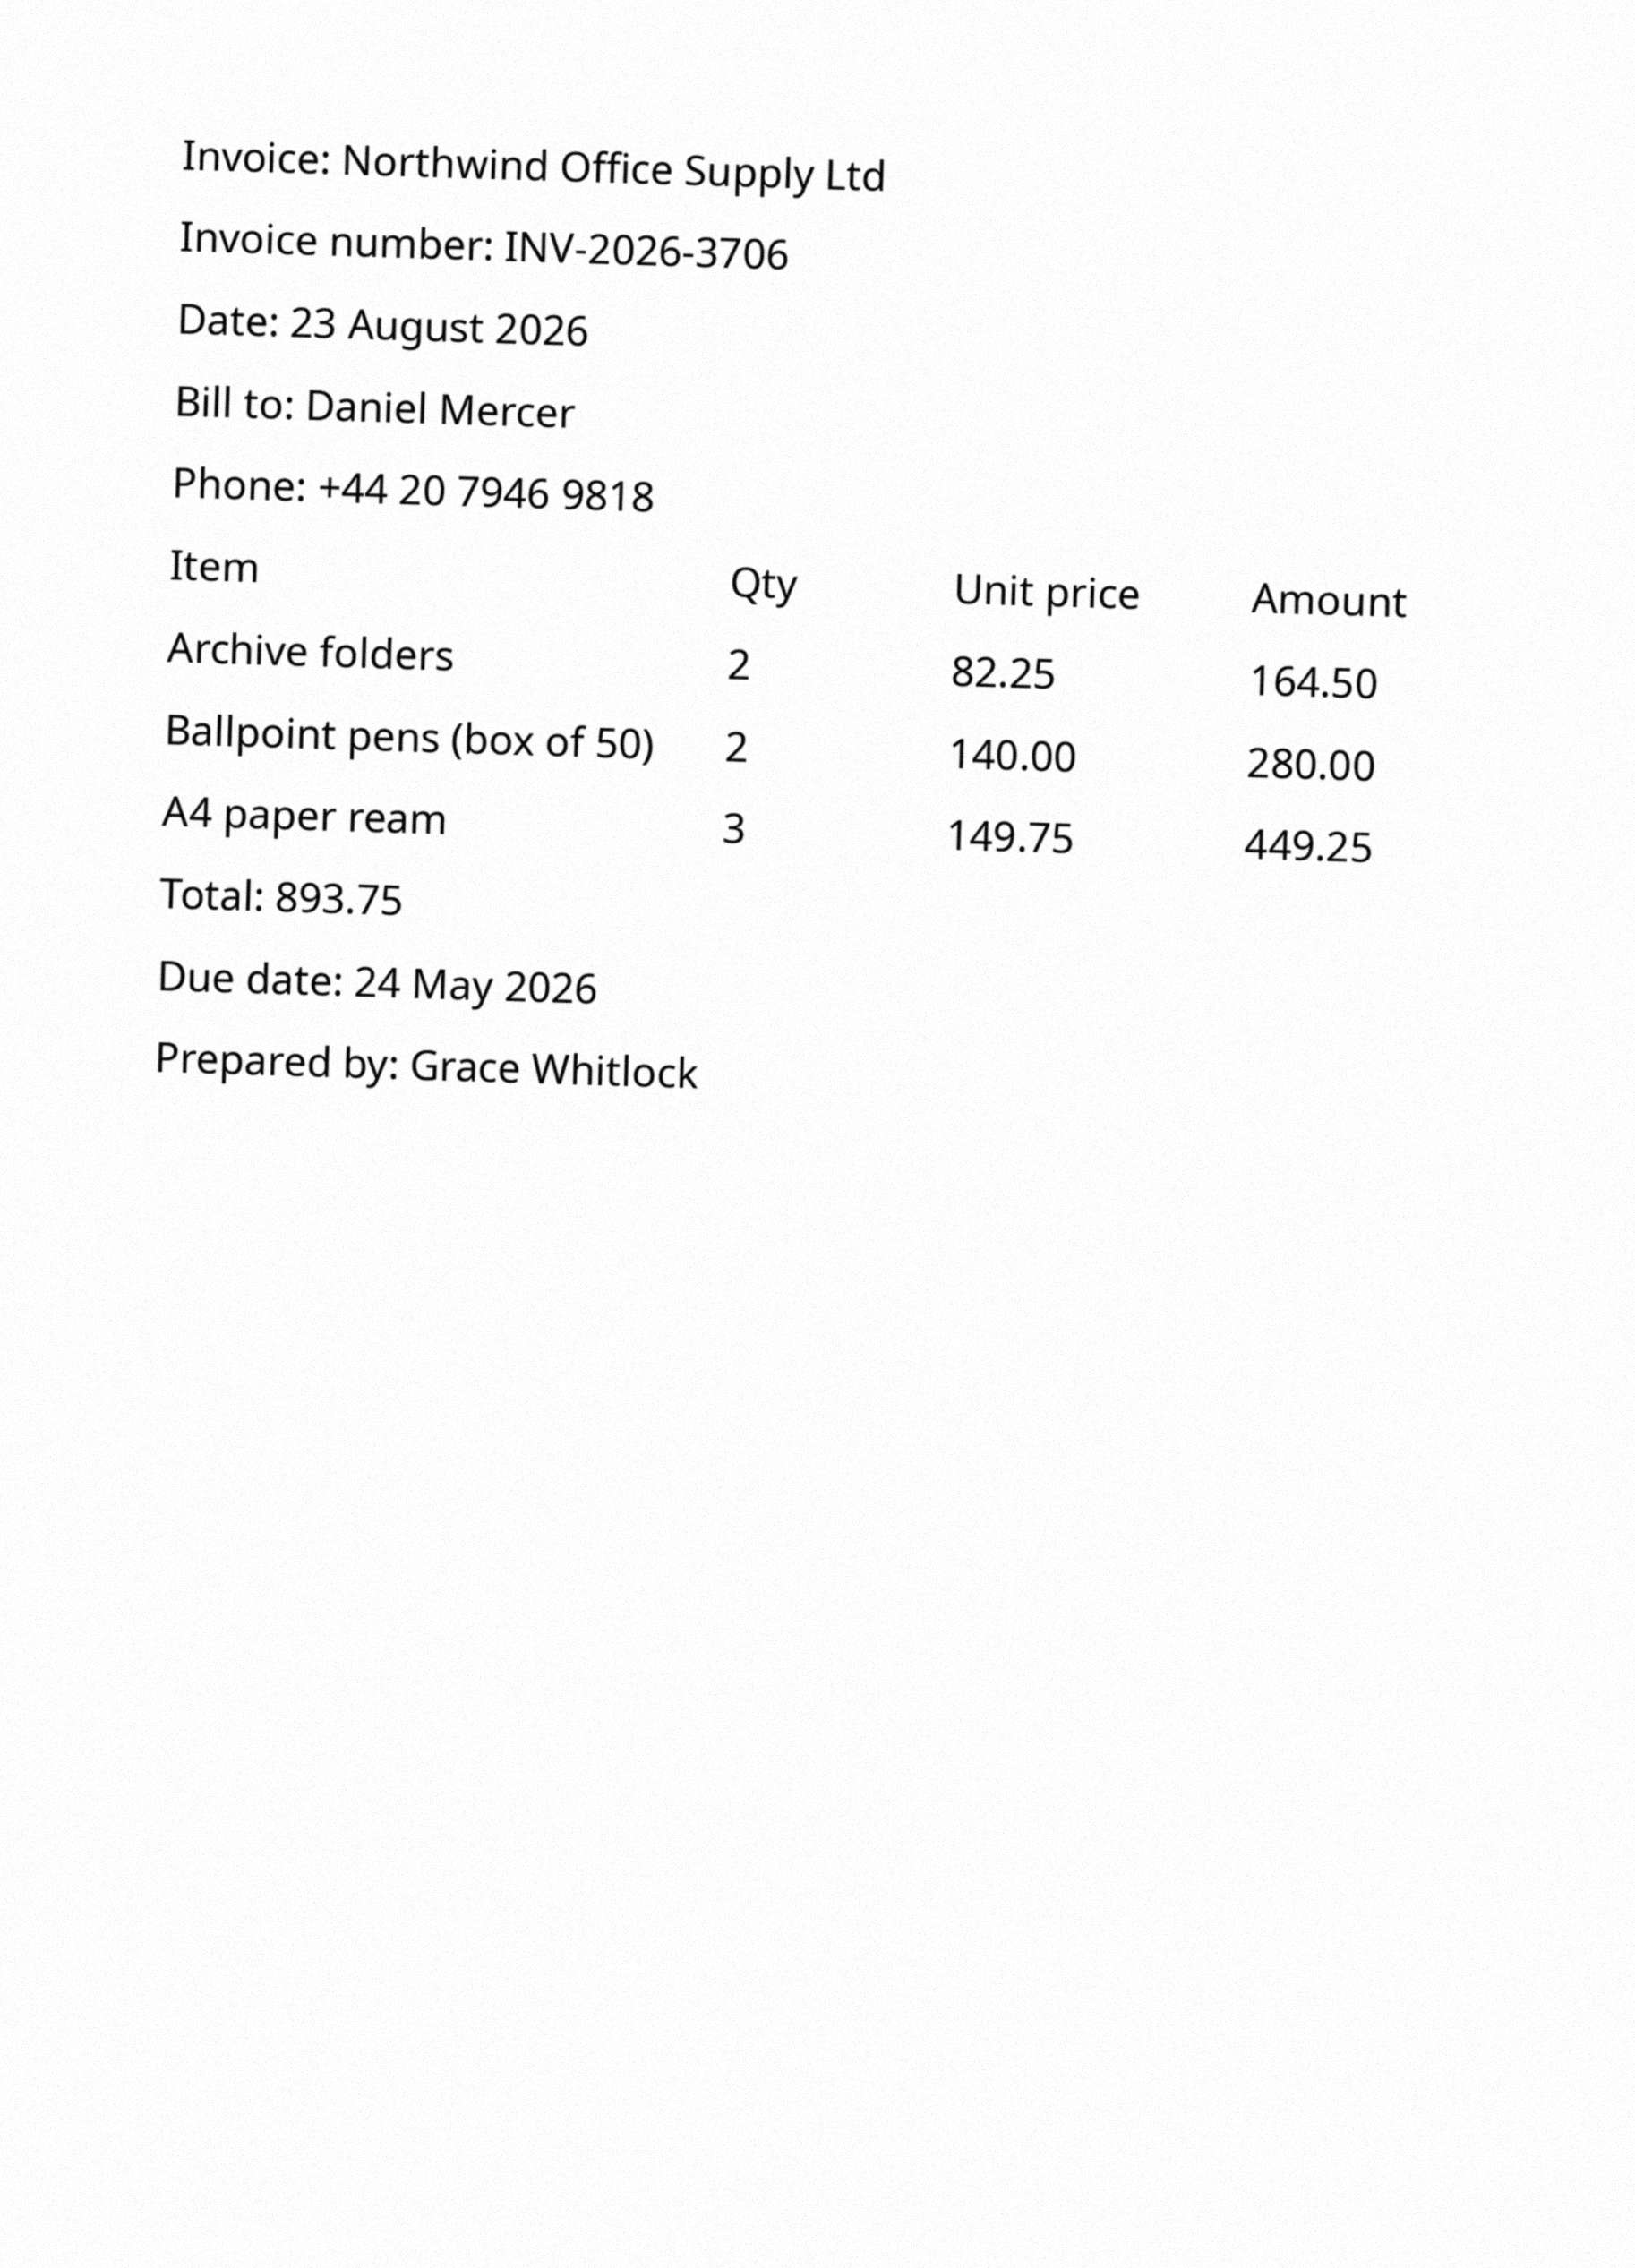 Invoice: Northwind Office Supply Ltd
Invoice number: INV-2026-3706
Date: 23 August 2026
Bill to: Daniel Mercer
Phone: +44 20 7946 9818
Item Qty Unit price Amount
Archive folders 2 82.25 164.50
Ballpoint pens (box of 50) 2 140.00 280.00
A4 paper ream 3 149.75 449.25
Total: 893.75
Due date: 24 May 2026
Prepared by: Grace Whitlock